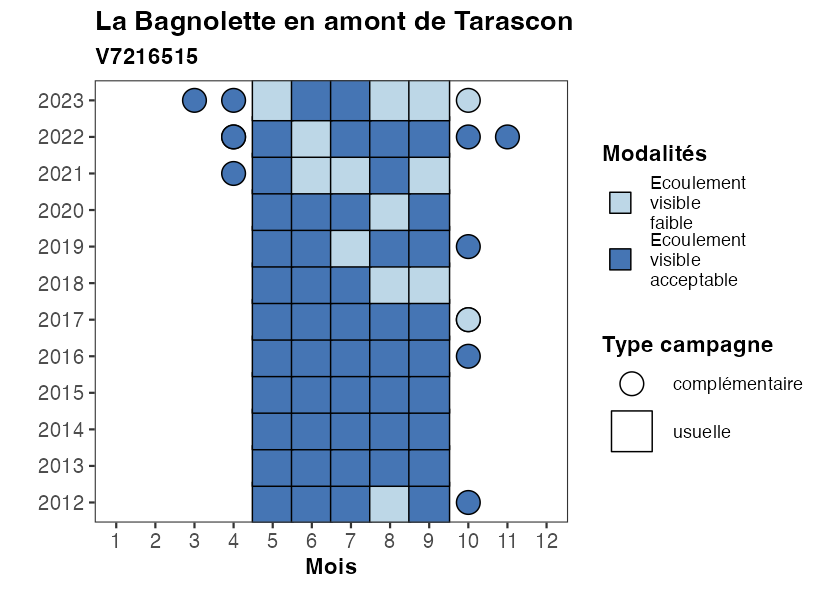 La Bagnolette en amont de Tarascon
V7216515
2023
2022
2021
2020
2019
2018
2017
2016
2015
2014
2013
2012
1 2 3 4 5 6 7 8 9 10 11 12
Mois
Modalités
Ecoulement
visible
faible
Ecoulement
visible
acceptable
Type campagne
complémentaire
usuelle